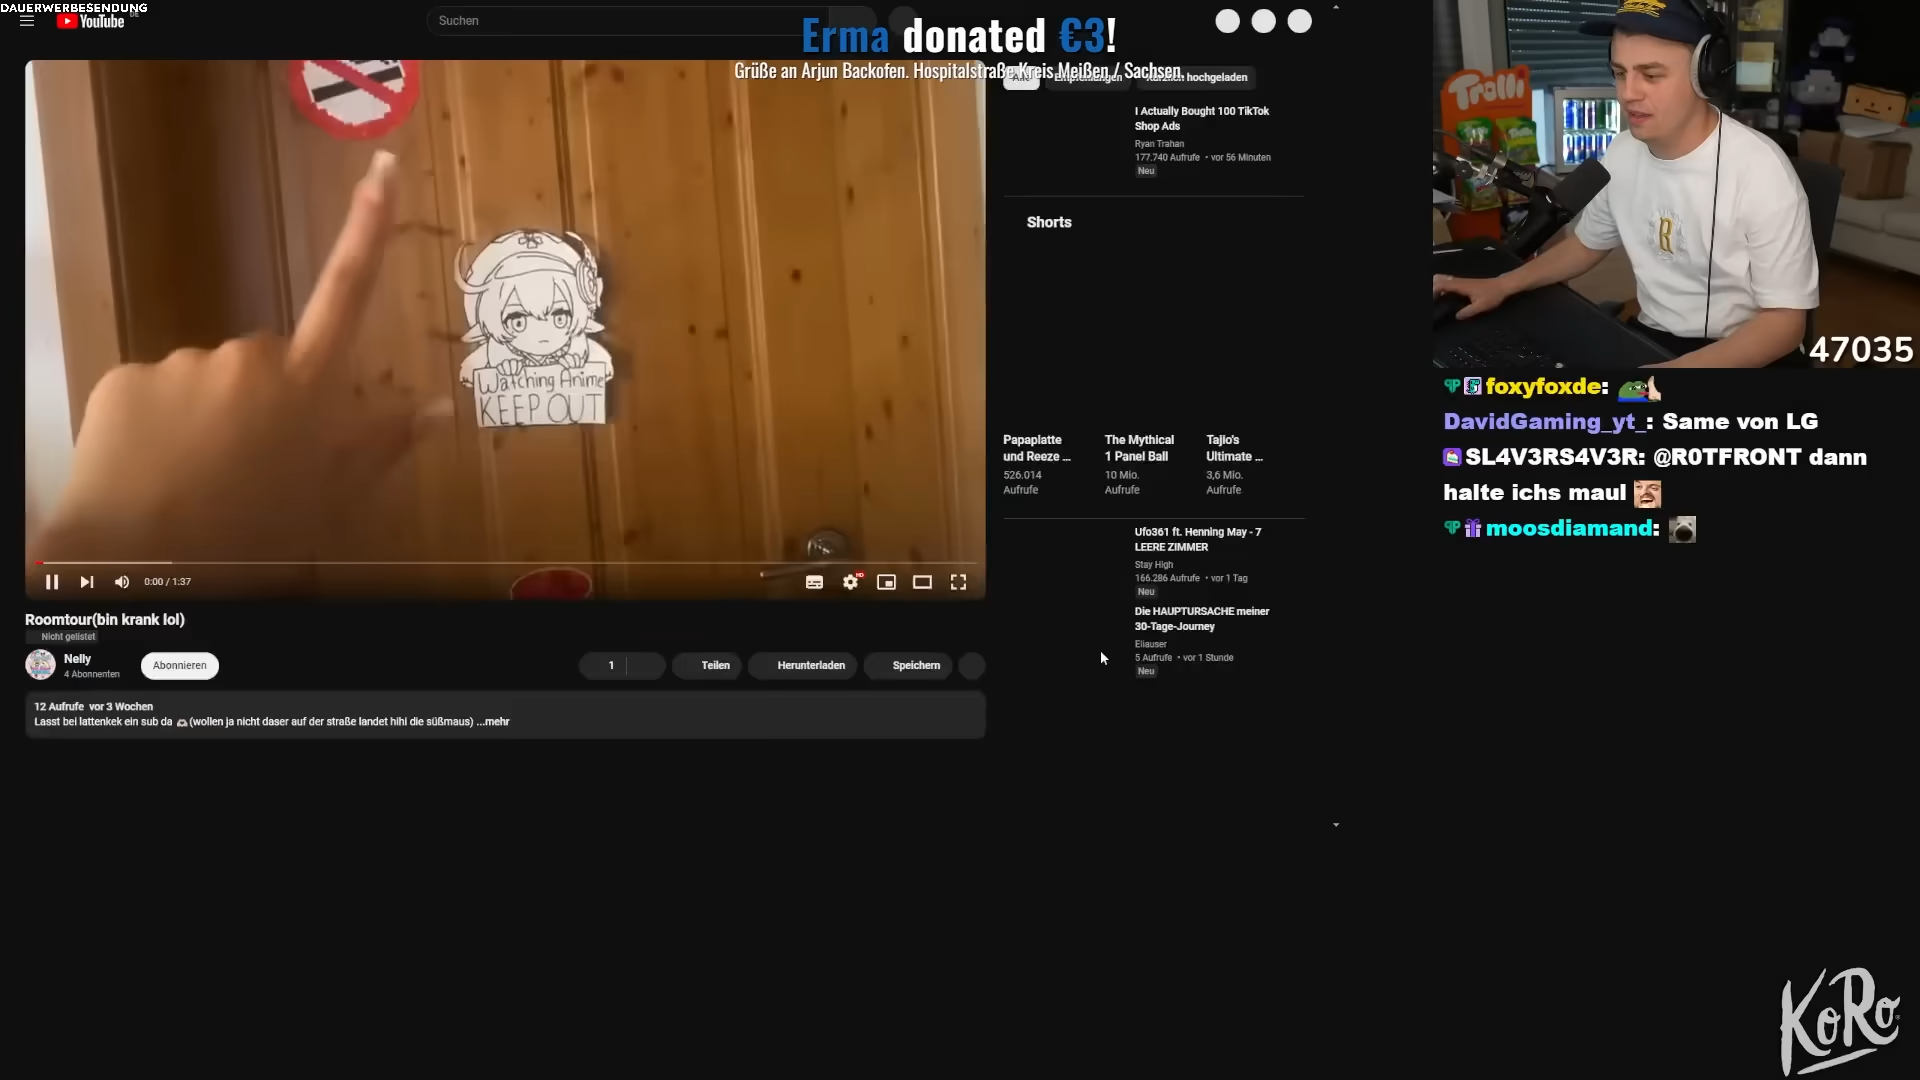 DAUERWERBESENDUNG
YouTube DE
Suchen
Erma donated €3!
Grüße an Arjun Backofen. Hospitalstraße Kreis Meißen / Sachsen
Empfehlungen
hochgeladen
I Actually Bought 100 TikTok
Shop Ads
Ryan Trahan
177.740 Aufrufe • vor 56 Minuten
Neu
Shorts
Papaplatte
und Reeze ...
526.014
Aufrufe
The Mythical
1 Panel Ball
10 Mio.
Aufrufe
Tajio's
Ultimate ...
3,6 Mio.
Aufrufe
Ufo361 ft. Henning May - 7
LEERE ZIMMER
Stay High
166.286 Aufrufe • vor 1 Tag
Neu
Die HAUPTURSACHE meiner
30-Tage-Journey
Eliauser
5 Aufrufe • vor 1 Stunde
Neu
Watching Anime
KEEP OUT
0:00 / 1:37
HD
Roomtour(bin krank lol)
Nicht gelistet
Nelly
4 Abonnenten
Abonnieren
1
Teilen
Herunterladen
Speichern
12 Aufrufe vor 3 Wochen
Lasst bei lattenkek ein sub da 🫶🏻(wollen ja nicht daser auf der straße landet hihi die süßmaus) ...mehr
Trolli
R
47035
foxyfoxde:
DavidGaming_yt_: Same von LG
SL4V3RS4V3R: @R0TFRONT dann
halte ichs maul
moosdiamand:
KoRo